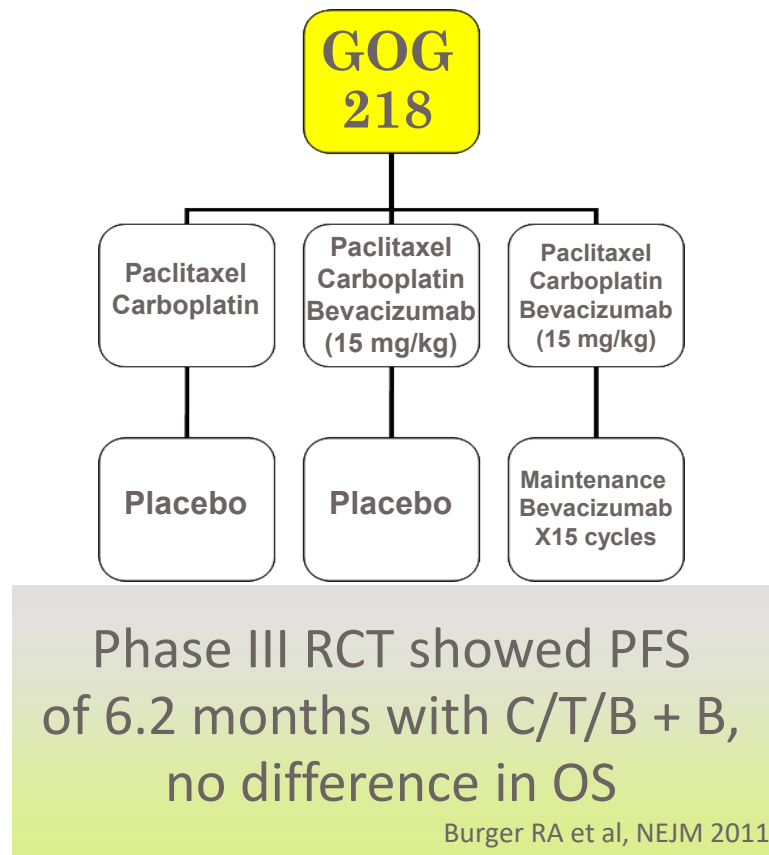 GOG
218
Paclitaxel
Carboplatin
Paclitaxel
Carboplatin
Bevacizumab
(15 mg/kg)
Paclitaxel
Carboplatin
Bevacizumab
(15 mg/kg)
Placebo
Placebo
Maintenance
Bevacizumab
X15 cycles
Phase III RCT showed PFS
of 6.2 months with C/T/B + B,
no difference in OS
Burger RA et al, NEJM 2011